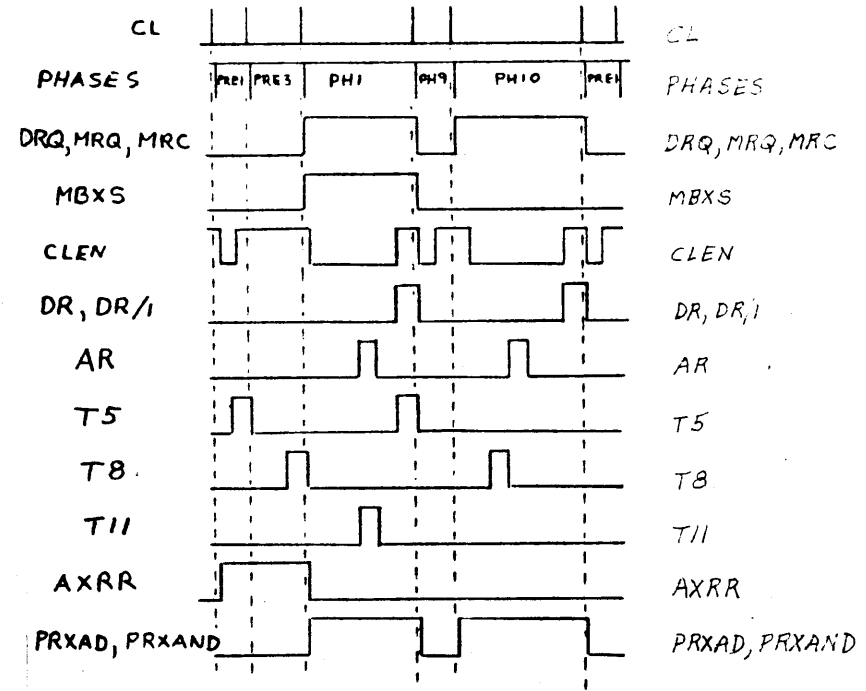 CL CL
PHASES PRE1 PRE3 PH1 PH9 PH10 PRE1 PHASES
DRQ, MRQ, MRC DRQ, MRQ, MRC
MBXS MBXS
CLEN CLEN
DR, DR/1 DR, DR/1
AR AR
T5 T5
T8 T8
T11 T11
AXRR AXRR
PRXAD, PRXAND PRXAD, PRXAND